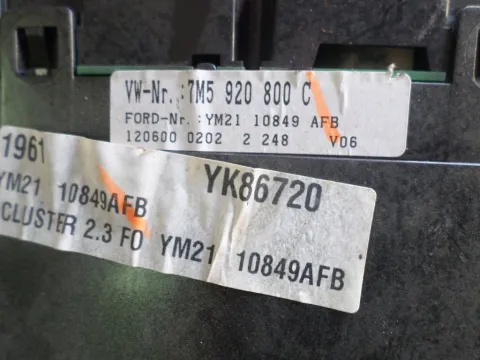 VW-Nr.:7M5 920 800 C
FORD-Nr.:YM21 10849 AFB
120600 0202 2 248 V06
1961 YK86720
YM21 10849AFB
CLUSTER 2.3 FO YM21 10849AFB